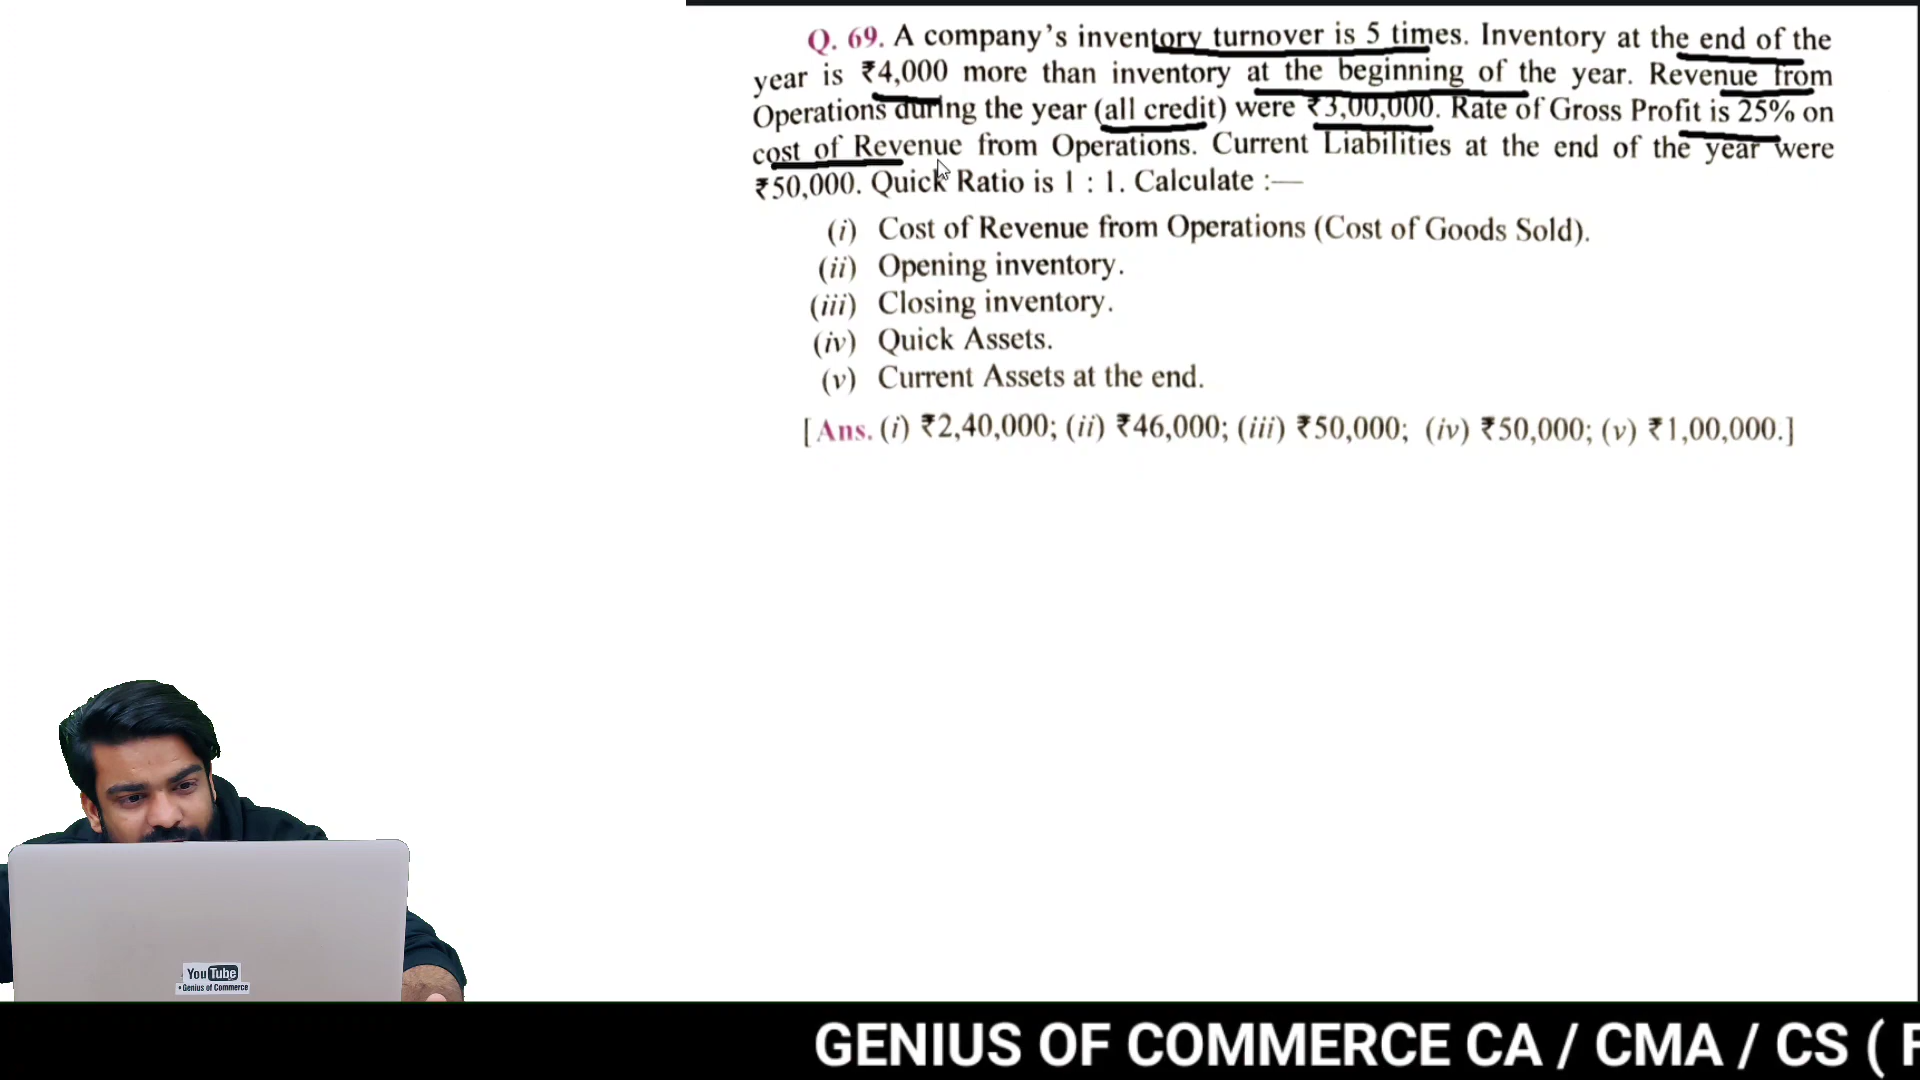 Q. 69. A company's inventory turnover is 5 times. Inventory at the end of the
year is ₹4,000 more than inventory at the beginning of the year. Revenue from
Operations during the year (all credit) were ₹3,00,000. Rate of Gross Profit is 25% on
cost of Revenue from Operations. Current Liabilities at the end of the year were
₹50,000. Quick Ratio is 1 : 1. Calculate :—
(i) Cost of Revenue from Operations (Cost of Goods Sold).
(ii) Opening inventory.
(iii) Closing inventory.
(iv) Quick Assets.
(v) Current Assets at the end.
[Ans. (i) ₹2,40,000; (ii) ₹46,000; (iii) ₹50,000; (iv) ₹50,000; (v) ₹1,00,000.]
YouTube
• Genius of Commerce
GENIUS OF COMMERCE CA / CMA / CS ( F